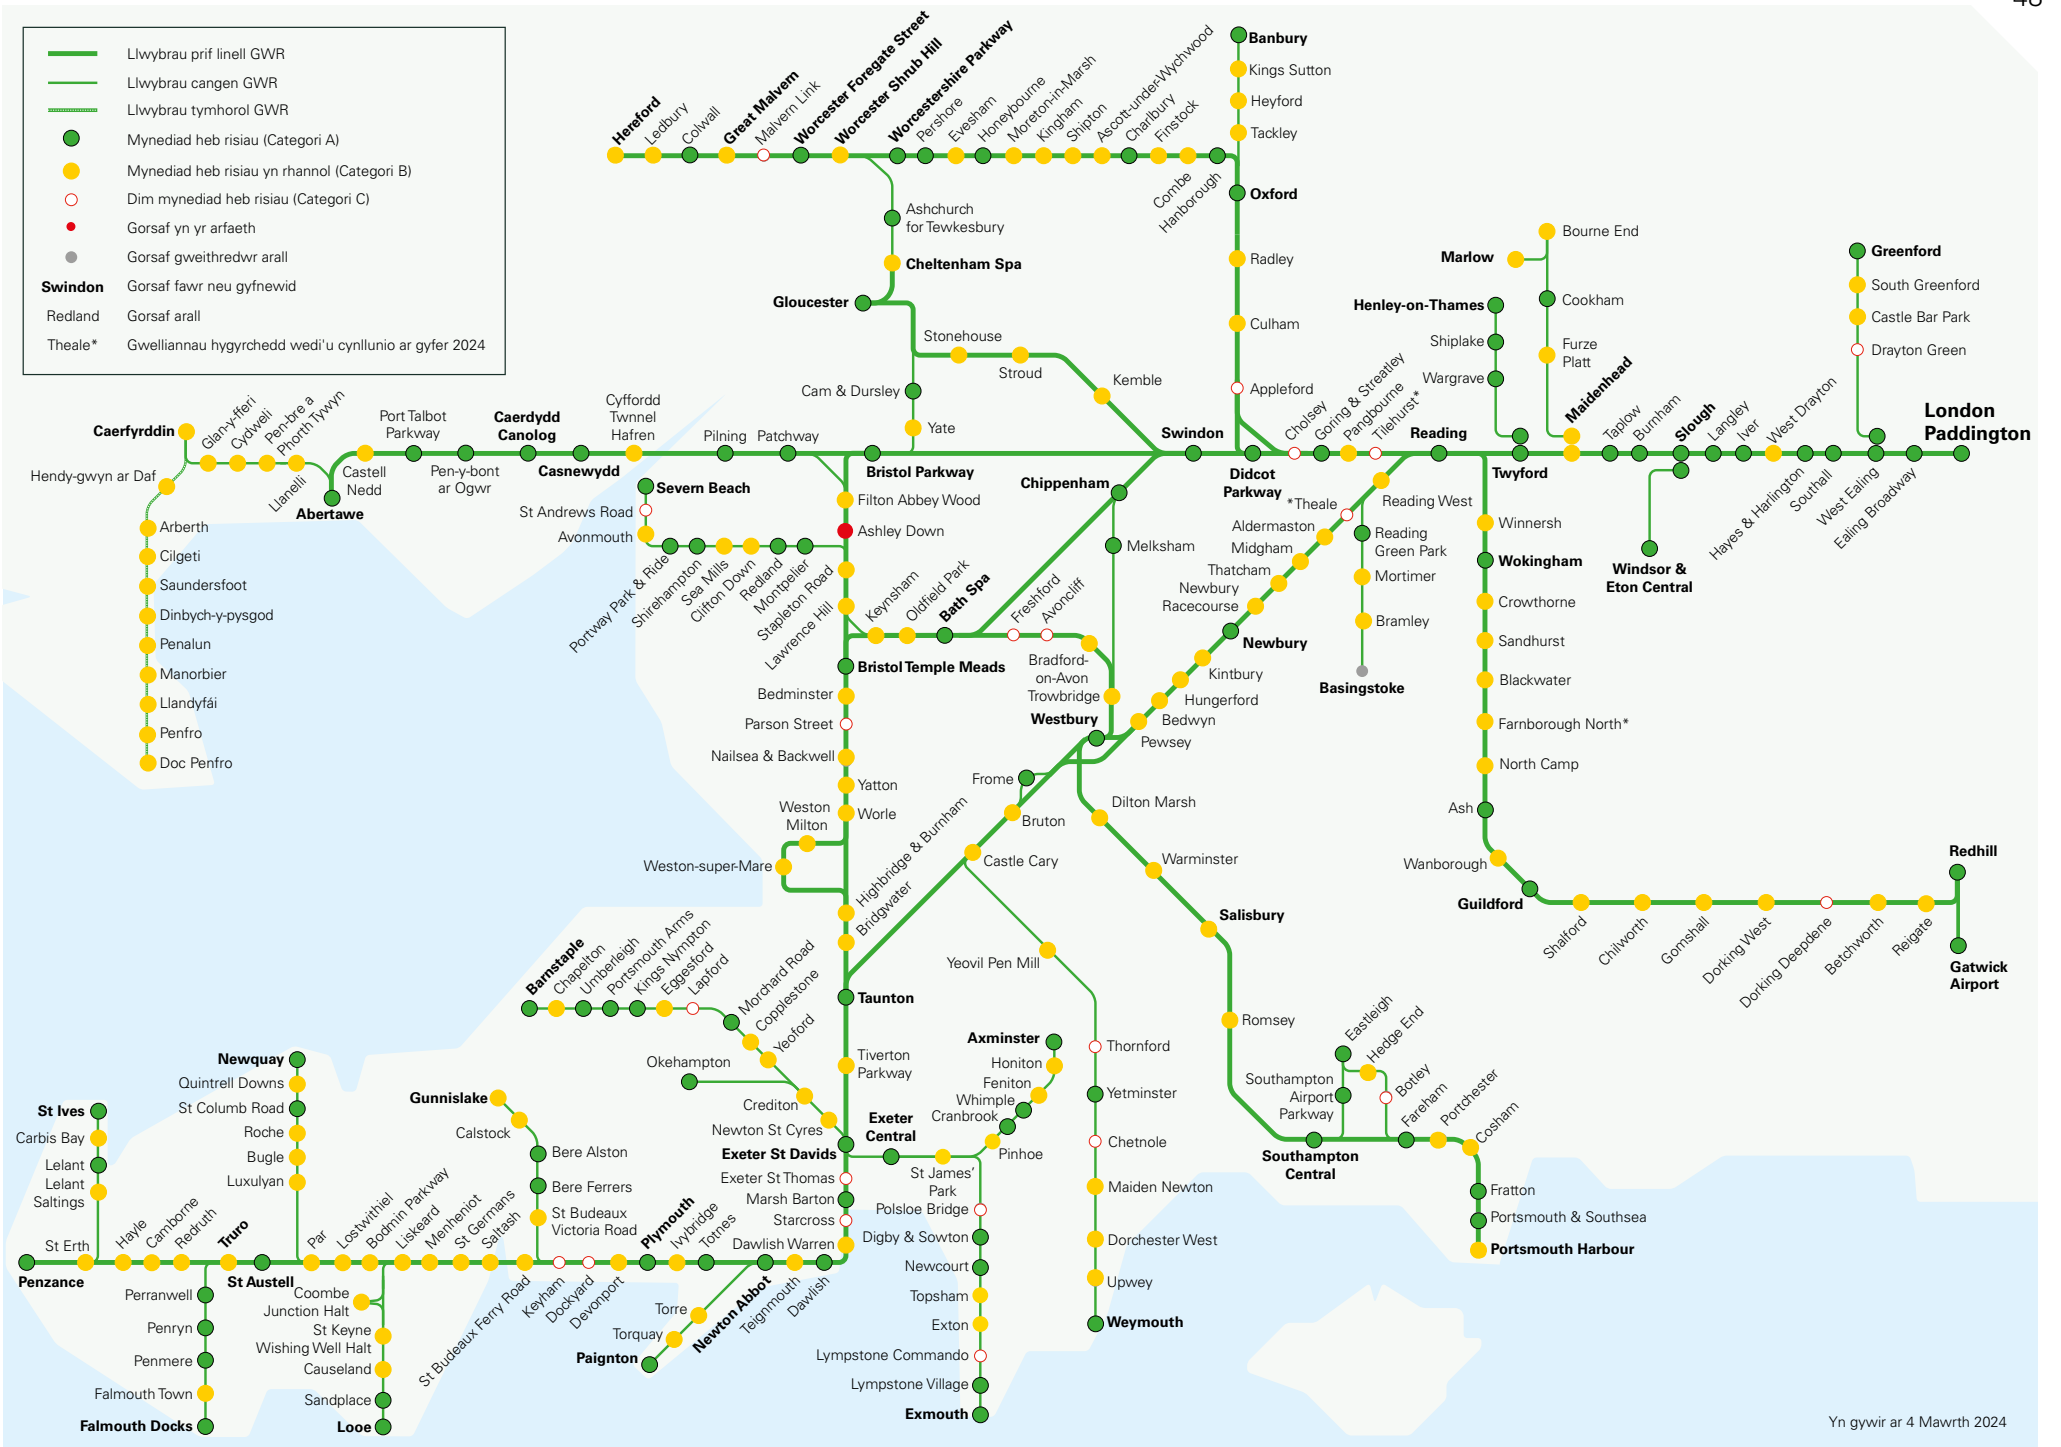 48
Llwybrau prif linell GWR
Llwybrau cangen GWR
Llwybrau tymhorol GWR
Mynediad heb risiau (Categori A)
Mynediad heb risiau yn rhannol (Categori B)
Dim mynediad heb risiau (Categori C)
Gorsaf yn yr arfaeth
Gorsaf gweithredwr arall
Swindon Gorsaf fawr neu gyfnewid
Redland Gorsaf arall
Theale* Gwelliannau hygyrchedd wedi'u cynllunio ar gyfer 2024
Hereford
Ledbury
Colwall
Great Malvern
Malvern Link
Worcester Foregate Street
Worcester Shrub Hill
Worcestershire Parkway
Pershore
Evesham
Honeybourne
Moreton-in-Marsh
Kingham
Shipton
Ascott-under-Wychwood
Charlbury
Finstock
Combe
Hanborough
Banbury
Kings Sutton
Heyford
Tackley
Oxford
Radley
Culham
Appleford
Ashchurch
for Tewkesbury
Cheltenham Spa
Gloucester
Stonehouse
Stroud
Kemble
Cam & Dursley
Yate
Marlow
Bourne End
Cookham
Furze
Platt
Maidenhead
Henley-on-Thames
Shiplake
Wargrave
Greenford
South Greenford
Castle Bar Park
Drayton Green
London
Paddington
Caerfyrddin
Glan-y-fferi
Cydweli
Pen-bre a
Phorth Tywyn
Llanelli
Abertawe
Castell
Nedd
Port Talbot
Parkway
Pen-y-bont
ar Ogwr
Caerdydd
Canolog
Casnewydd
Cyffordd
Twnnel
Hafren
Pilning
Patchway
Bristol Parkway
Swindon
Didcot
Parkway
Cholsey
Goring & Streatley
Pangbourne
Tilehurst*
Reading
Twyford
Taplow
Burnham
Slough
Langley
Iver
West Drayton
Hayes & Harlington
Southall
West Ealing
Ealing Broadway
Windsor &
Eton Central
Hendy-gwyn ar Daf
Arberth
Cilgeti
Saundersfoot
Dinbych-y-pysgod
Penalun
Manorbier
Llandyfái
Penfro
Doc Penfro
Severn Beach
St Andrews Road
Avonmouth
Portway Park & Ride
Shirehampton
Sea Mills
Clifton Down
Redland
Montpelier
Stapleton Road
Lawrence Hill
Filton Abbey Wood
Ashley Down
Keynsham
Oldfield Park
Bath Spa
Freshford
Avoncliff
Bradford-
on-Avon
Trowbridge
Westbury
Chippenham
Melksham
Reading West
*Theale
Aldermaston
Midgham
Thatcham
Newbury
Racecourse
Newbury
Kintbury
Hungerford
Bedwyn
Pewsey
Reading
Green Park
Mortimer
Bramley
Basingstoke
Winnersh
Wokingham
Crowthorne
Sandhurst
Blackwater
Farnborough North*
North Camp
Ash
Wanborough
Guildford
Shalford
Chilworth
Gomshall
Dorking West
Dorking Deepdene
Betchworth
Reigate
Redhill
Gatwick
Airport
Bristol Temple Meads
Bedminster
Parson Street
Nailsea & Backwell
Yatton
Worle
Weston
Milton
Weston-super-Mare
Highbridge & Burnham
Bridgwater
Taunton
Tiverton
Parkway
Frome
Bruton
Castle Cary
Dilton Marsh
Warminster
Salisbury
Romsey
Yeovil Pen Mill
Thornford
Yetminster
Chetnole
Maiden Newton
Dorchester West
Upwey
Weymouth
Southampton
Central
Southampton
Airport
Parkway
Eastleigh
Hedge End
Botley
Fareham
Portchester
Cosham
Fratton
Portsmouth & Southsea
Portsmouth Harbour
Barnstaple
Chapelton
Umberleigh
Portsmouth Arms
Kings Nympton
Eggesford
Lapford
Morchard Road
Copplestone
Yeoford
Okehampton
Crediton
Newton St Cyres
Exeter St Davids
Exeter
Central
St James'
Park
Pinhoe
Cranbrook
Whimple
Feniton
Honiton
Axminster
Polsloe Bridge
Digby & Sowton
Newcourt
Topsham
Exton
Lympstone Commando
Lympstone Village
Exmouth
Exeter St Thomas
Marsh Barton
Starcross
Dawlish Warren
Dawlish
Teignmouth
Newton Abbot
Torre
Torquay
Paignton
Totnes
Ivybridge
Plymouth
Devonport
Dockyard
Keyham
St Budeaux Ferry Road
Gunnislake
Calstock
Bere Alston
Bere Ferrers
St Budeaux
Victoria Road
Saltash
St Germans
Menheniot
Liskeard
Bodmin Parkway
Lostwithiel
Par
Coombe
Junction Halt
St Keyne
Wishing Well Halt
Causeland
Sandplace
Looe
Newquay
Quintrell Downs
St Columb Road
Roche
Bugle
Luxulyan
St Austell
Truro
Perranwell
Penryn
Penmere
Falmouth Town
Falmouth Docks
Redruth
Camborne
Hayle
St Erth
Penzance
St Ives
Carbis Bay
Lelant
Lelant
Saltings
Yn gywir ar 4 Mawrth 2024